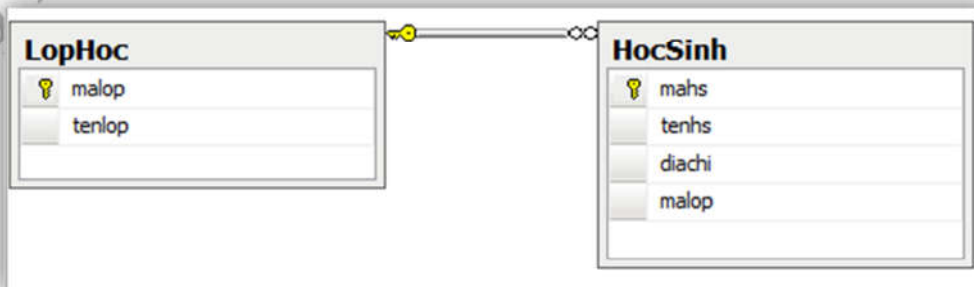 LopHoc
malop
tenlop
HocSinh
mahs
tenhs
diachi
malop